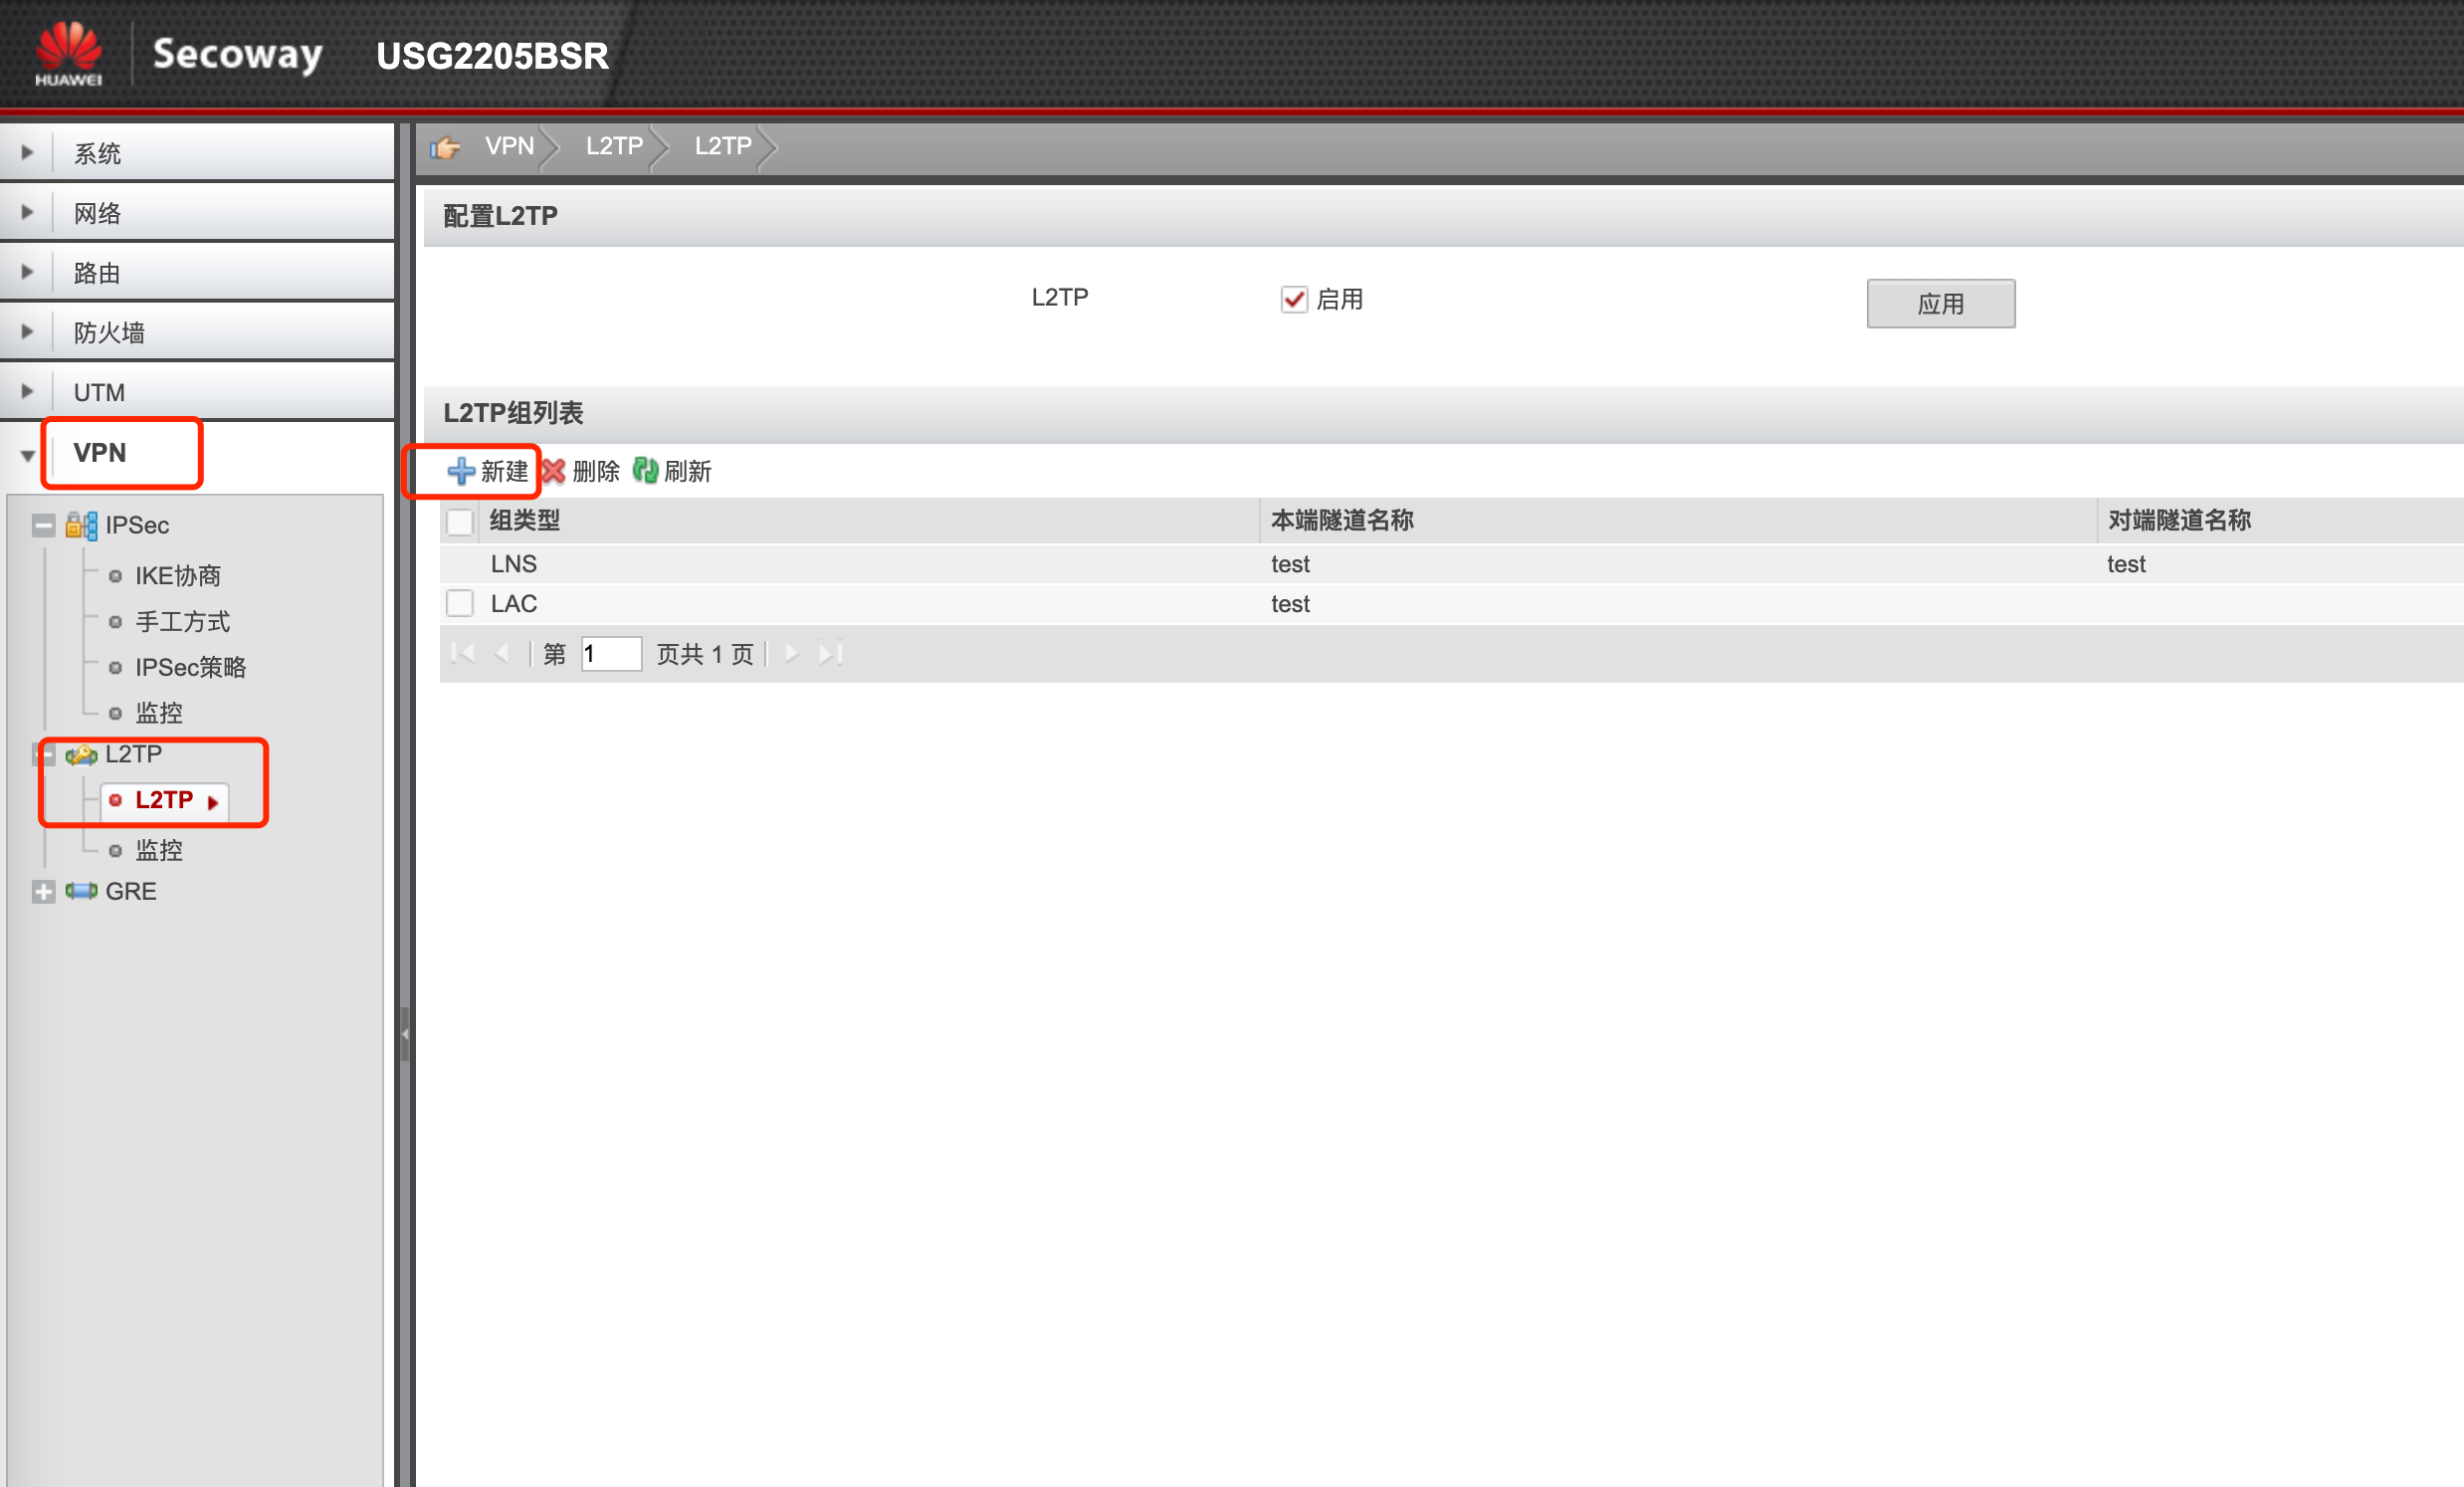 HUAWEI
Secoway
USG2205BSR
系统
网络
路由
防火墙
UTM
VPN
IPSec
IKE协商
手工方式
IPSec策略
监控
L2TP
L2TP
监控
GRE
VPN L2TP L2TP
配置L2TP
L2TP 启用 应用
L2TP组列表
新建 删除 刷新
组类型 本端隧道名称 对端隧道名称
LNS test test
LAC test
第 1 页共 1 页